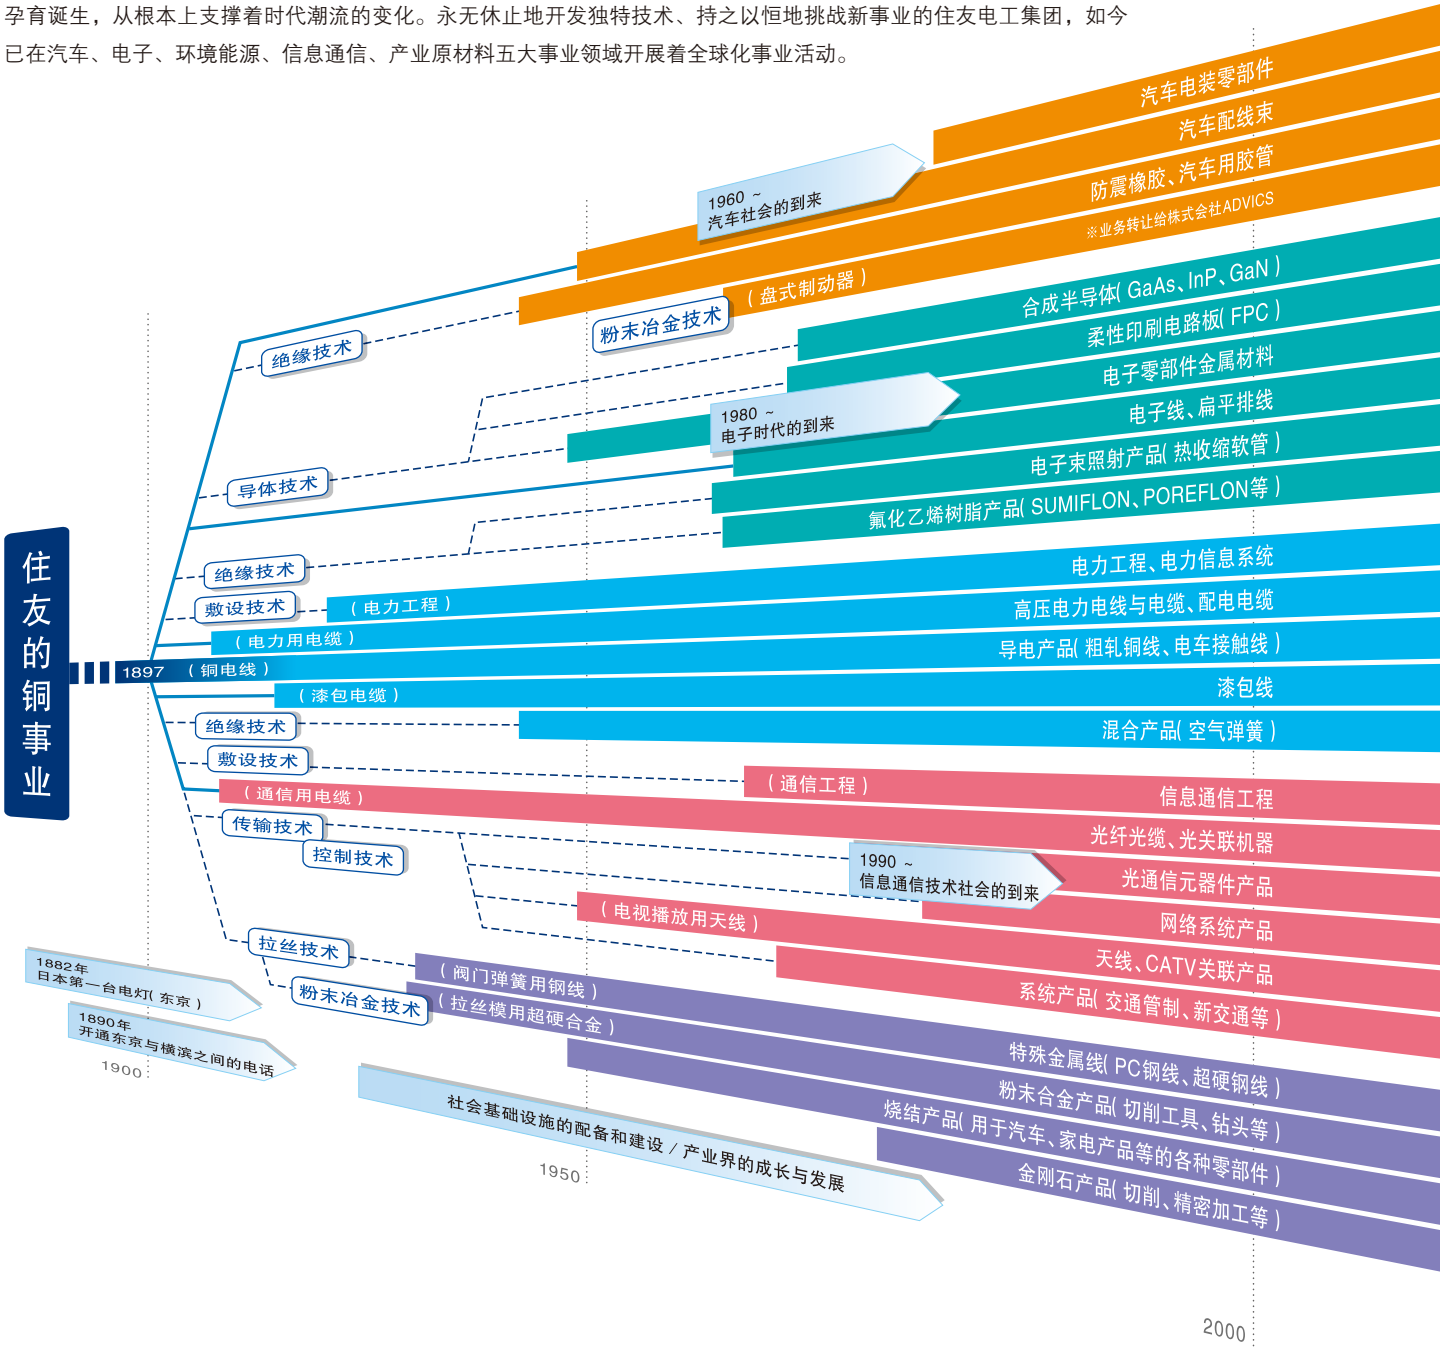 孕育诞生，从根本上支撑着时代潮流的变化。永无休止地开发独特技术、持之以恒地挑战新事业的住友电工集团，如今
已在汽车、电子、环境能源、信息通信、产业原材料五大事业领域开展着全球化事业活动。
汽车电装零部件
汽车配线束
1960 ~
汽车社会的到来
防震橡胶、汽车用胶管
※业务转让给株式会社ADVICS
（盘式制动器）
粉末冶金技术
绝缘技术
合成半导体（GaAs、InP、GaN）
柔性印刷电路板（FPC）
电子零部件金属材料
1980 ~
电子时代的到来
电子线、扁平排线
导体技术
电子束照射产品（热收缩软管）
氟化乙烯树脂产品（SUMIFLON、POREFLON等）
绝缘技术
电力工程、电力信息系统
敷设技术
（电力工程）
高压电力电线与电缆、配电电缆
（电力用电缆）
导电产品（粗轧铜线、电车接触线）
住友的铜事业
1897
（铜电线）
漆包线
（漆包电缆）
绝缘技术
混合产品（空气弹簧）
敷设技术
（通信工程）
信息通信工程
（通信用电缆）
光纤光缆、光关联机器
传输技术
控制技术
1990 ~
信息通信技术社会的到来
光通信元器件产品
网络系统产品
（电视播放用天线）
天线、CATV关联产品
系统产品（交通管制、新交通等）
拉丝技术
（阀门弹簧用钢线）
特殊金属线（PC钢线、超硬钢线）
粉末冶金技术
（拉丝模用超硬合金）
粉末合金产品（切削工具、钻头等）
烧结产品（用于汽车、家电产品等的各种零部件）
金刚石产品（切削、精密加工等）
1882年
日本第一台电灯（东京）
1890年
开通东京与横滨之间的电话
1900
社会基础设施的配备和建设 / 产业界的成长与发展
1950
2000